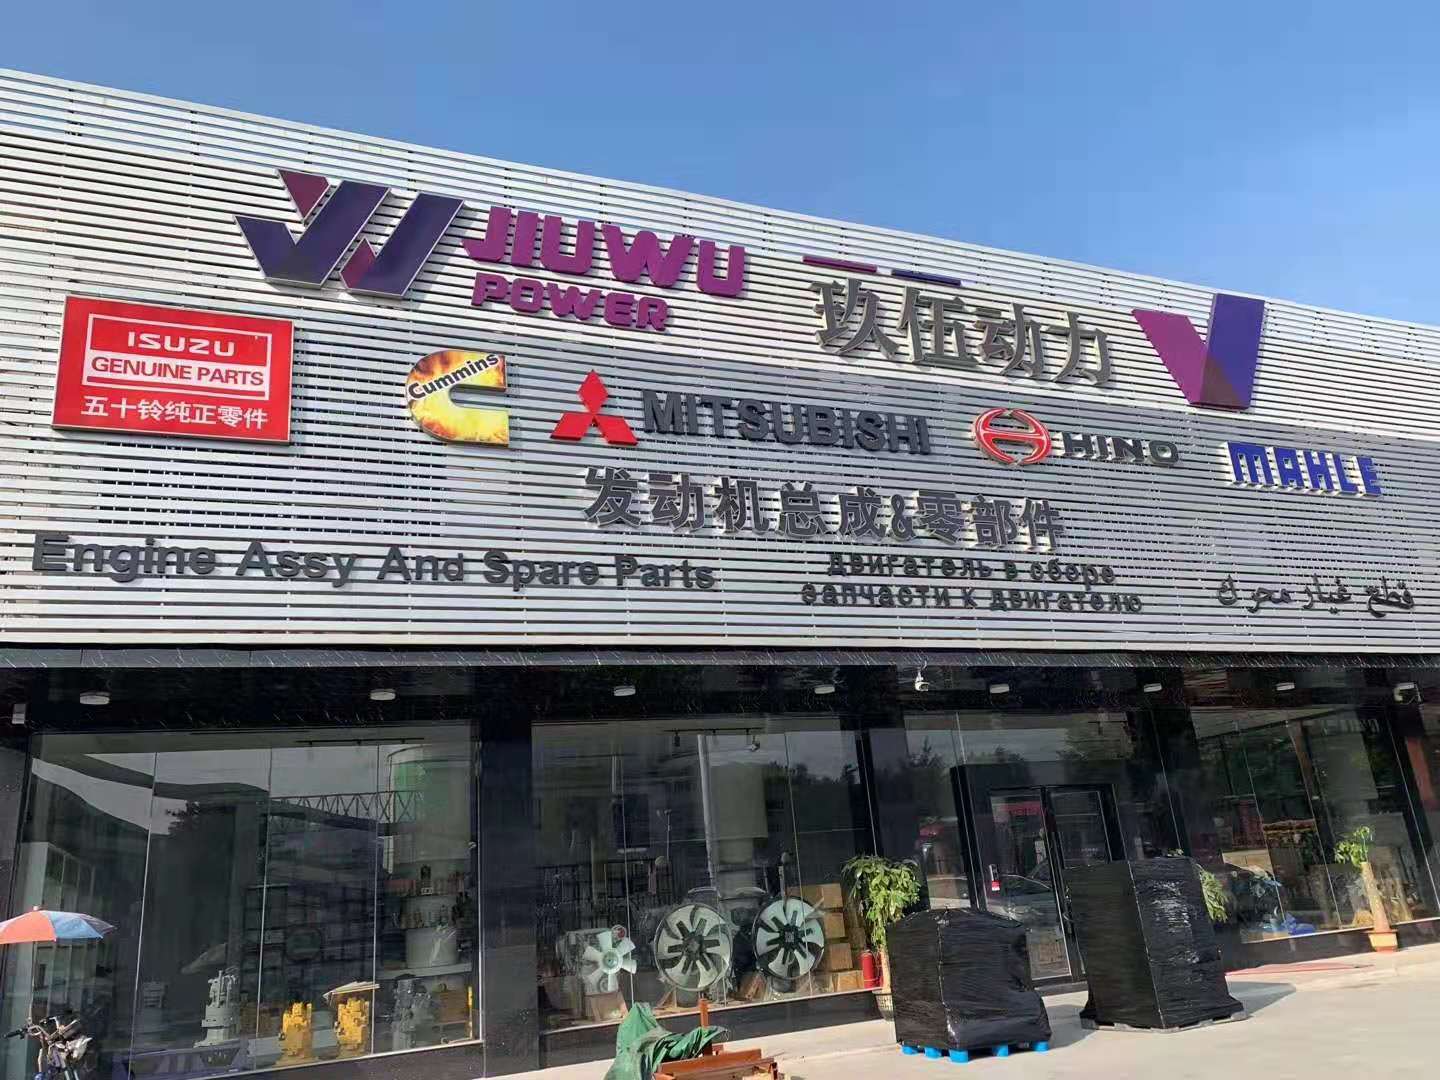 JIUWU
POWER
玖伍动力
ISUZU
GENUINE PARTS
五十铃纯正零件
Cummins
MITSUBISHI
HINO
MAHLE
发动机总成&零部件
Engine Assy And Spare Parts
двигатель в сборе
запчасти к двигателю
قطع غيار محرك